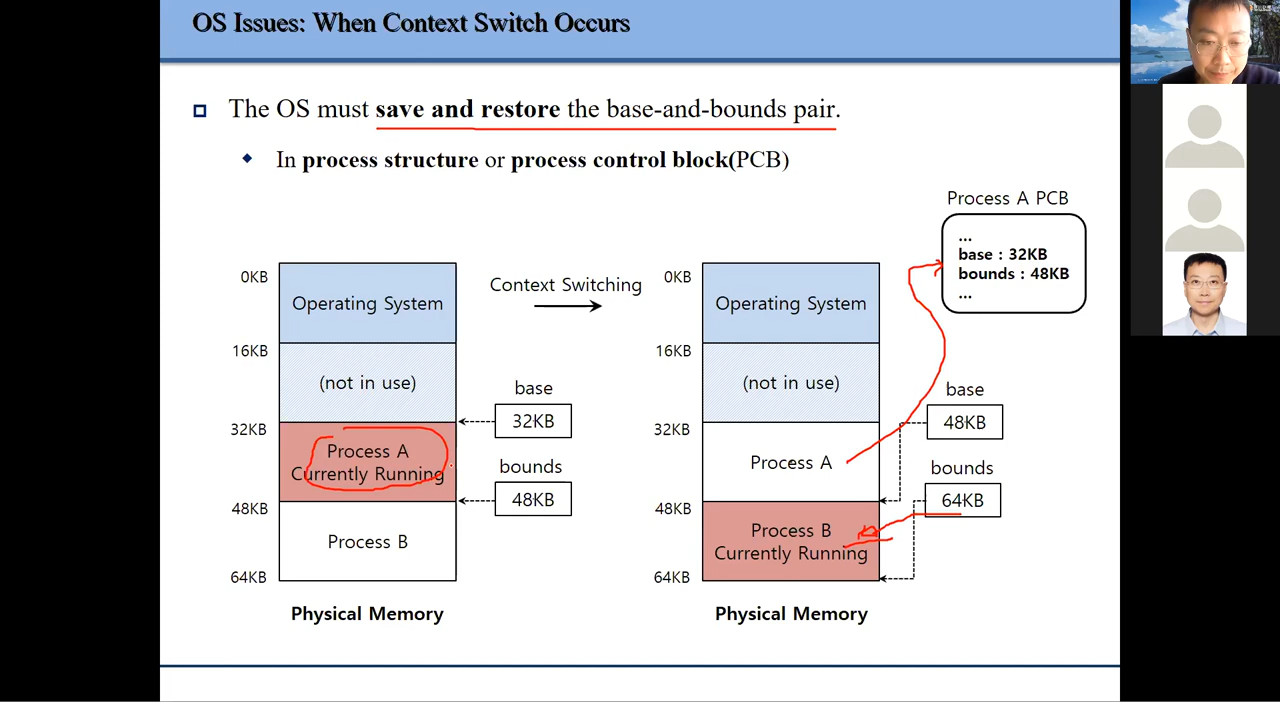 OS Issues: When Context Switch Occurs
The OS must save and restore the base-and-bounds pair.
In process structure or process control block(PCB)
Process A PCB
...
base : 32KB
bounds : 48KB
...
0KB
Operating System
16KB
(not in use)
32KB
Process A
Currently Running
48KB
Process B
64KB
Physical Memory
base
32KB
bounds
48KB
Context Switching
0KB
Operating System
16KB
(not in use)
32KB
Process A
48KB
Process B
Currently Running
64KB
Physical Memory
base
48KB
bounds
64KB